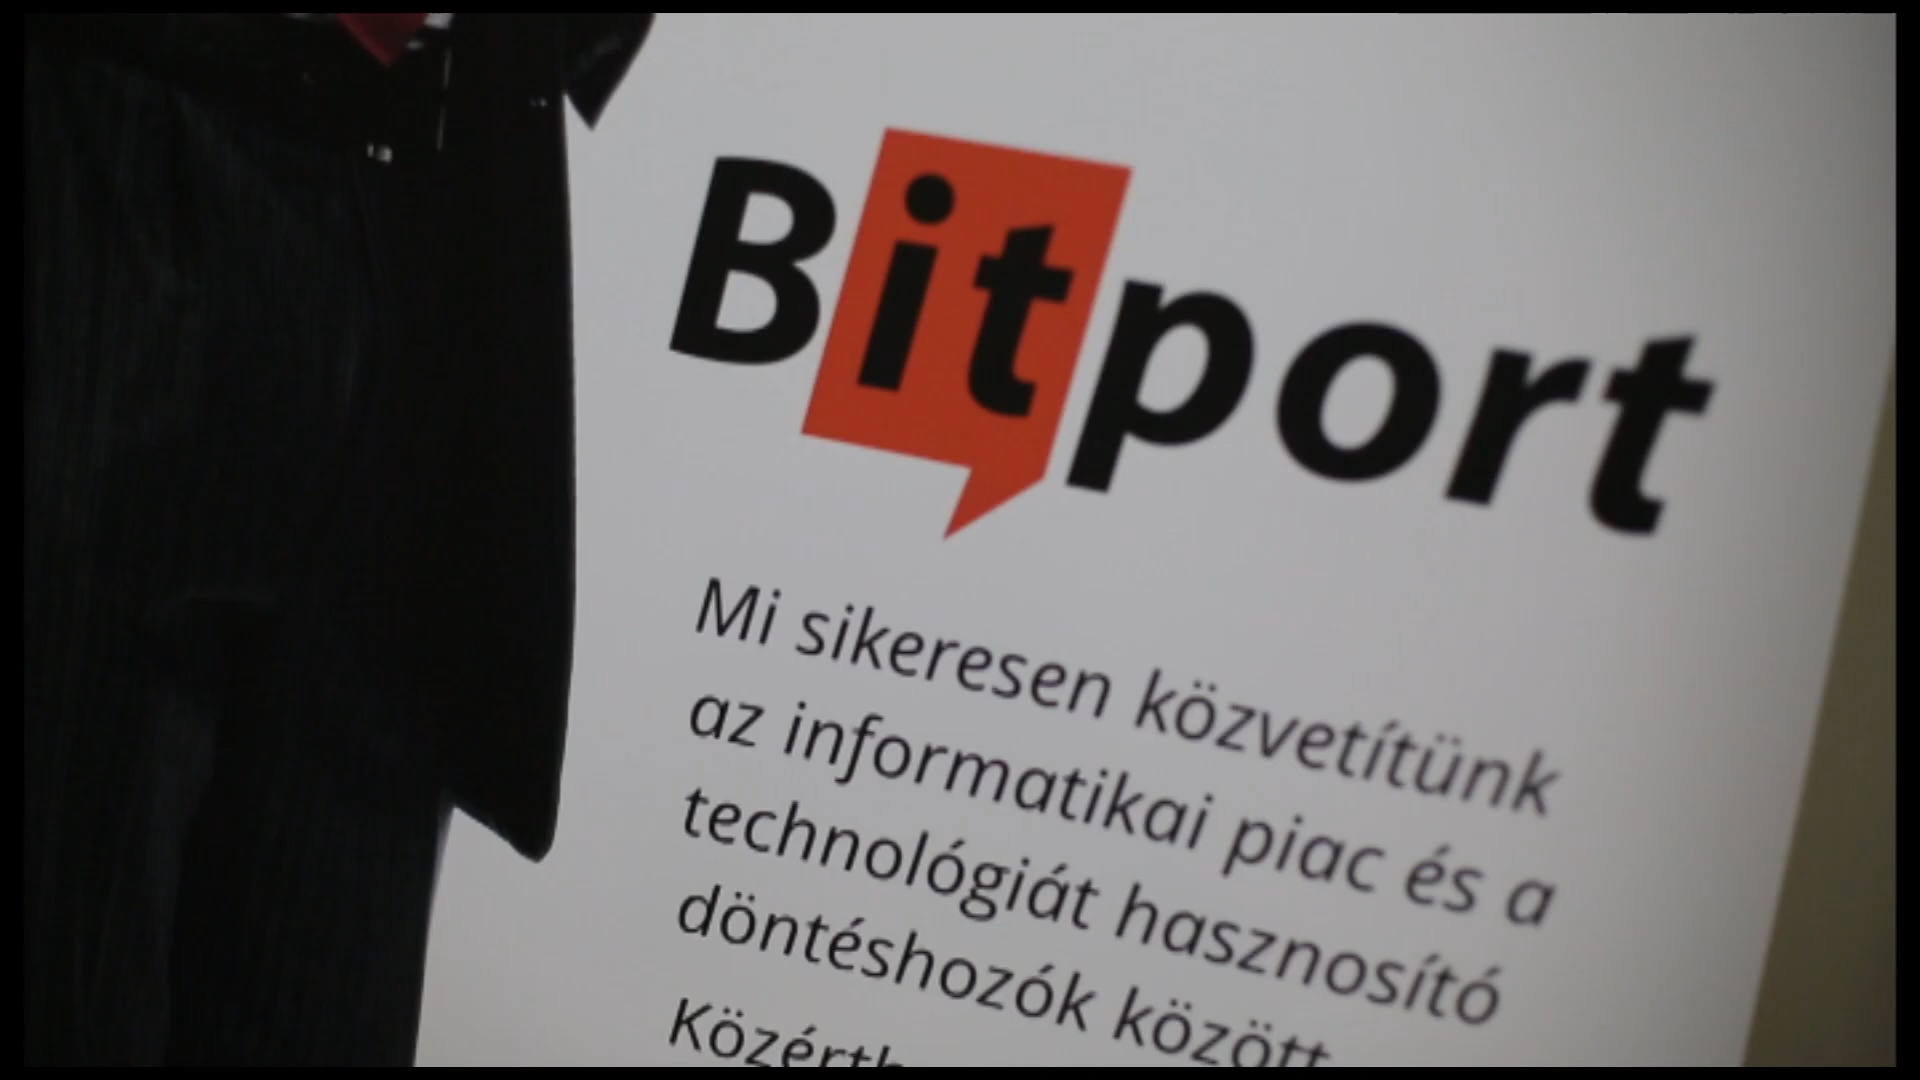 Bitport
Mi sikeresen közvetítünk
az informatikai piac és a
technológiát hasznosító
döntéshozók között